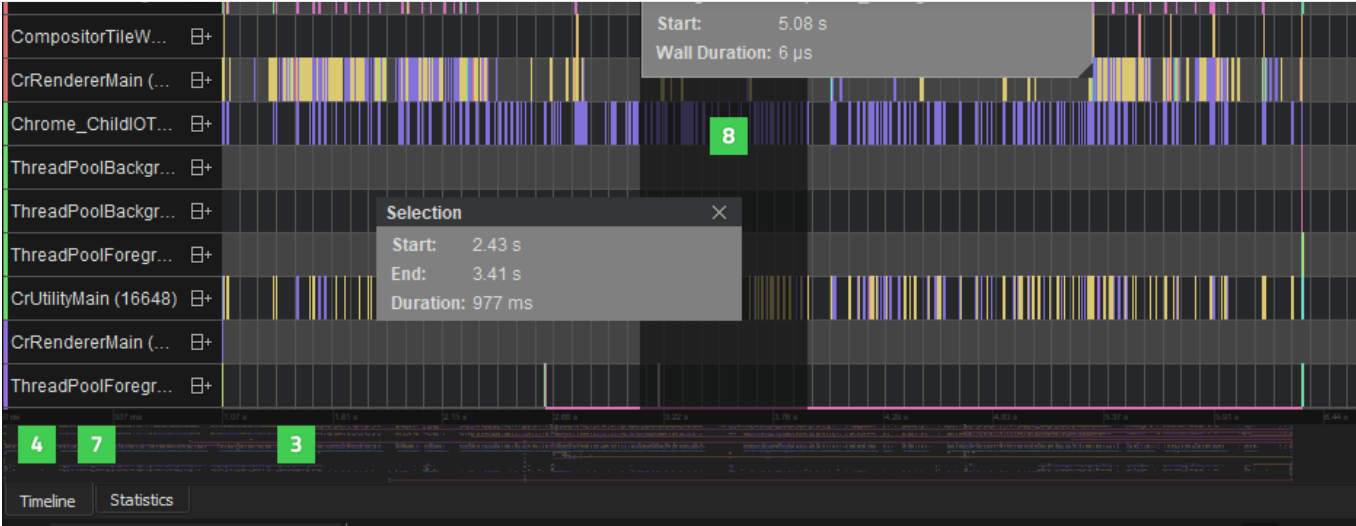 Start: 5.08 s
CompositorTileW...
Wall Duration: 6 µs
CrRendererMain (...
Chrome_ChildIOT...
8
ThreadPoolBackgr...
ThreadPoolBackgr...
Selection
Start: 2.43 s
ThreadPoolForegr...
End: 3.41 s
CrUtilityMain (16648)
Duration: 977 ms
CrRendererMain (...
ThreadPoolForegr...
0 ms 537 ms 1.07 s 1.61 s 2.15 s 2.68 s 3.22 s 3.76 s 4.29 s 4.83 s 5.37 s 5.91 s 6.44 s
4 7 3
Timeline Statistics